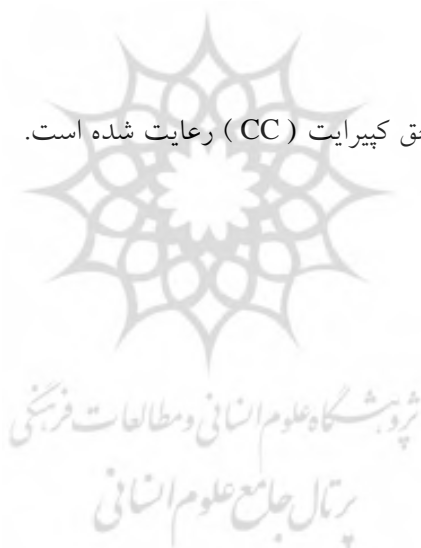 حق کپیرایت ( CC ) رعایت شده است.
پژوهشگاه علوم انسانی و مطالعات فرهنگی
پرتال جامع علوم انسانی